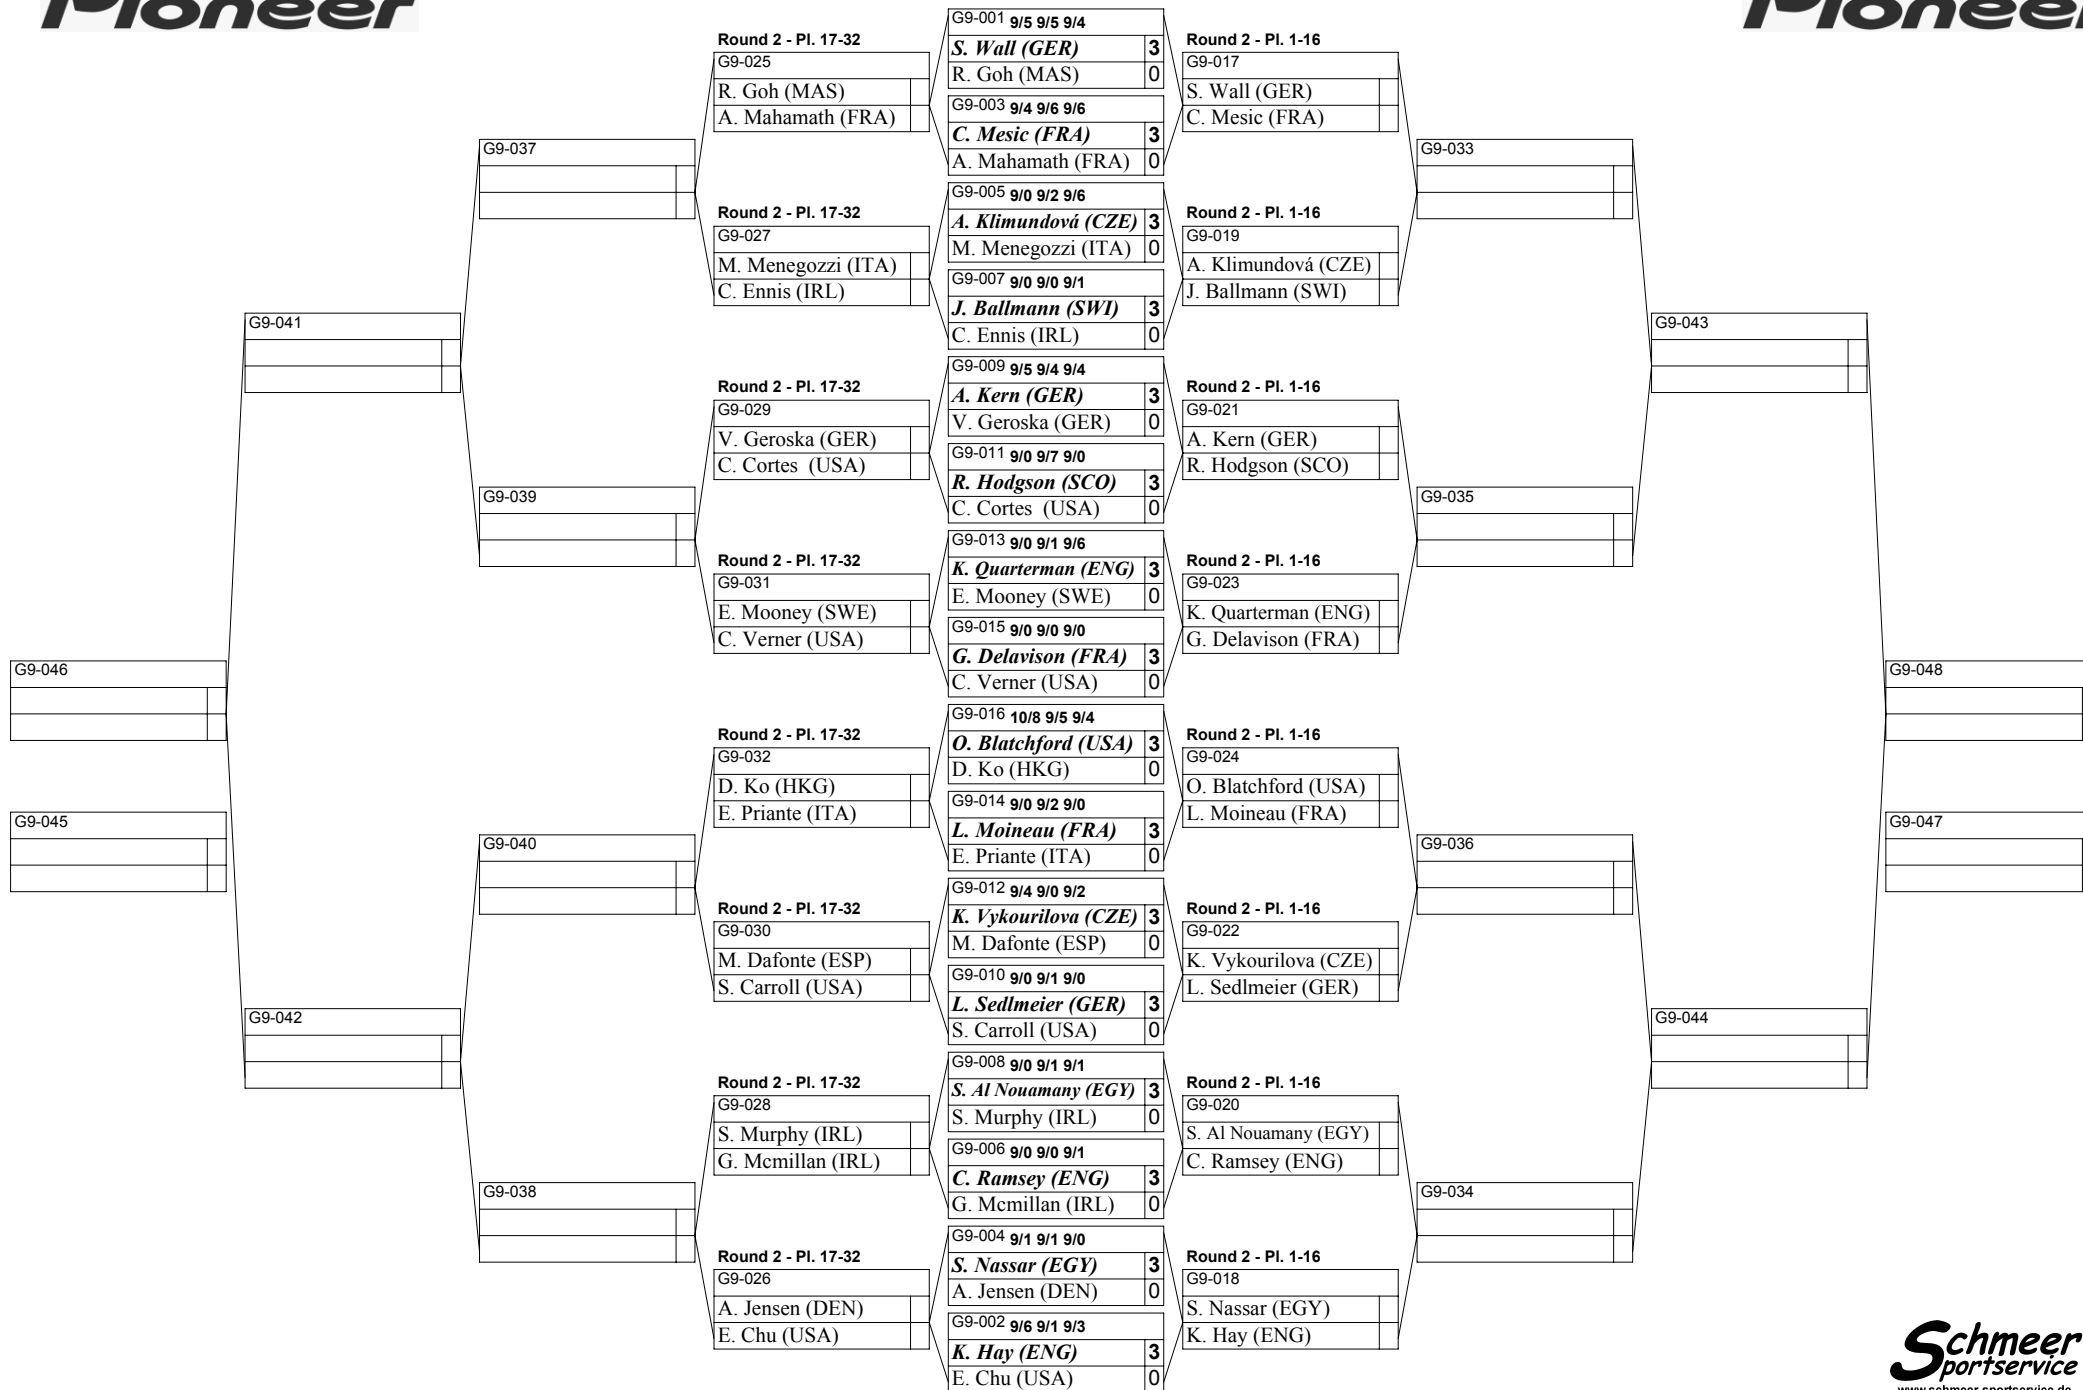 Pioneer
Pioneer
Round 2 - Pl. 17-32
G9-025
R. Goh (MAS)
A. Mahamath (FRA)
G9-001 9/5 9/5 9/4
S. Wall (GER) 3
R. Goh (MAS) 0
G9-003 9/4 9/6 9/6
C. Mesic (FRA) 3
A. Mahamath (FRA) 0
Round 2 - Pl. 1-16
G9-017
S. Wall (GER)
C. Mesic (FRA)
G9-037
G9-033
Round 2 - Pl. 17-32
G9-027
M. Menegozzi (ITA)
C. Ennis (IRL)
G9-005 9/0 9/2 9/6
A. Klimundová (CZE) 3
M. Menegozzi (ITA) 0
G9-007 9/0 9/0 9/1
J. Ballmann (SWI) 3
C. Ennis (IRL) 0
Round 2 - Pl. 1-16
G9-019
A. Klimundová (CZE)
J. Ballmann (SWI)
G9-041
G9-043
Round 2 - Pl. 17-32
G9-029
V. Geroska (GER)
C. Cortes (USA)
G9-009 9/5 9/4 9/4
A. Kern (GER) 3
V. Geroska (GER) 0
G9-011 9/0 9/7 9/0
R. Hodgson (SCO) 3
C. Cortes (USA) 0
Round 2 - Pl. 1-16
G9-021
A. Kern (GER)
R. Hodgson (SCO)
G9-039
G9-035
Round 2 - Pl. 17-32
G9-031
E. Mooney (SWE)
C. Verner (USA)
G9-013 9/0 9/1 9/6
K. Quarterman (ENG) 3
E. Mooney (SWE) 0
G9-015 9/0 9/0 9/0
G. Delavison (FRA) 3
C. Verner (USA) 0
Round 2 - Pl. 1-16
G9-023
K. Quarterman (ENG)
G. Delavison (FRA)
G9-046
G9-048
Round 2 - Pl. 17-32
G9-032
D. Ko (HKG)
E. Priante (ITA)
G9-016 10/8 9/5 9/4
O. Blatchford (USA) 3
D. Ko (HKG) 0
G9-014 9/0 9/2 9/0
L. Moineau (FRA) 3
E. Priante (ITA) 0
Round 2 - Pl. 1-16
G9-024
O. Blatchford (USA)
L. Moineau (FRA)
G9-045
G9-047
G9-040
G9-036
Round 2 - Pl. 17-32
G9-030
M. Dafonte (ESP)
S. Carroll (USA)
G9-012 9/4 9/0 9/2
K. Vykourilova (CZE) 3
M. Dafonte (ESP) 0
G9-010 9/0 9/1 9/0
L. Sedlmeier (GER) 3
S. Carroll (USA) 0
Round 2 - Pl. 1-16
G9-022
K. Vykourilova (CZE)
L. Sedlmeier (GER)
G9-042
G9-044
Round 2 - Pl. 17-32
G9-028
S. Murphy (IRL)
G. Mcmillan (IRL)
G9-008 9/0 9/1 9/1
S. Al Nouamany (EGY) 3
S. Murphy (IRL) 0
G9-006 9/0 9/0 9/1
C. Ramsey (ENG) 3
G. Mcmillan (IRL) 0
Round 2 - Pl. 1-16
G9-020
S. Al Nouamany (EGY)
C. Ramsey (ENG)
G9-038
G9-034
Round 2 - Pl. 17-32
G9-026
A. Jensen (DEN)
E. Chu (USA)
G9-004 9/1 9/1 9/0
S. Nassar (EGY) 3
A. Jensen (DEN) 0
G9-002 9/6 9/1 9/3
K. Hay (ENG) 3
E. Chu (USA) 0
Round 2 - Pl. 1-16
G9-018
S. Nassar (EGY)
K. Hay (ENG)
Schmeer
Sportservice
www.schmeer-sportservice.de